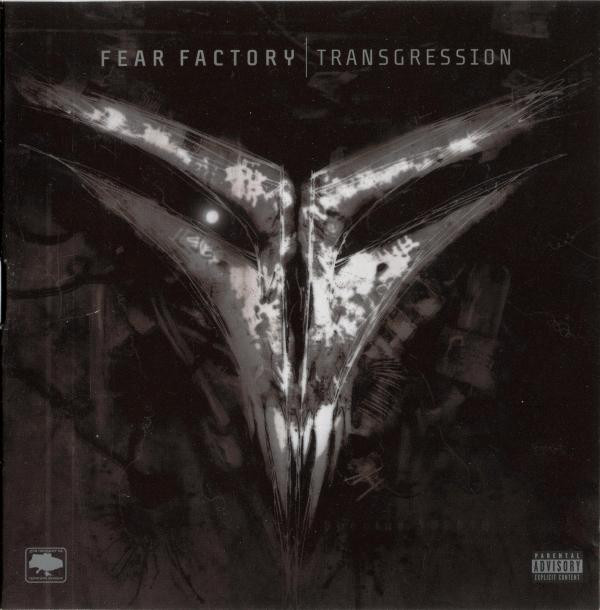 FEAR FACTORY | TRANSGRESSION
PARENTAL
ADVISORY
EXPLICIT CONTENT